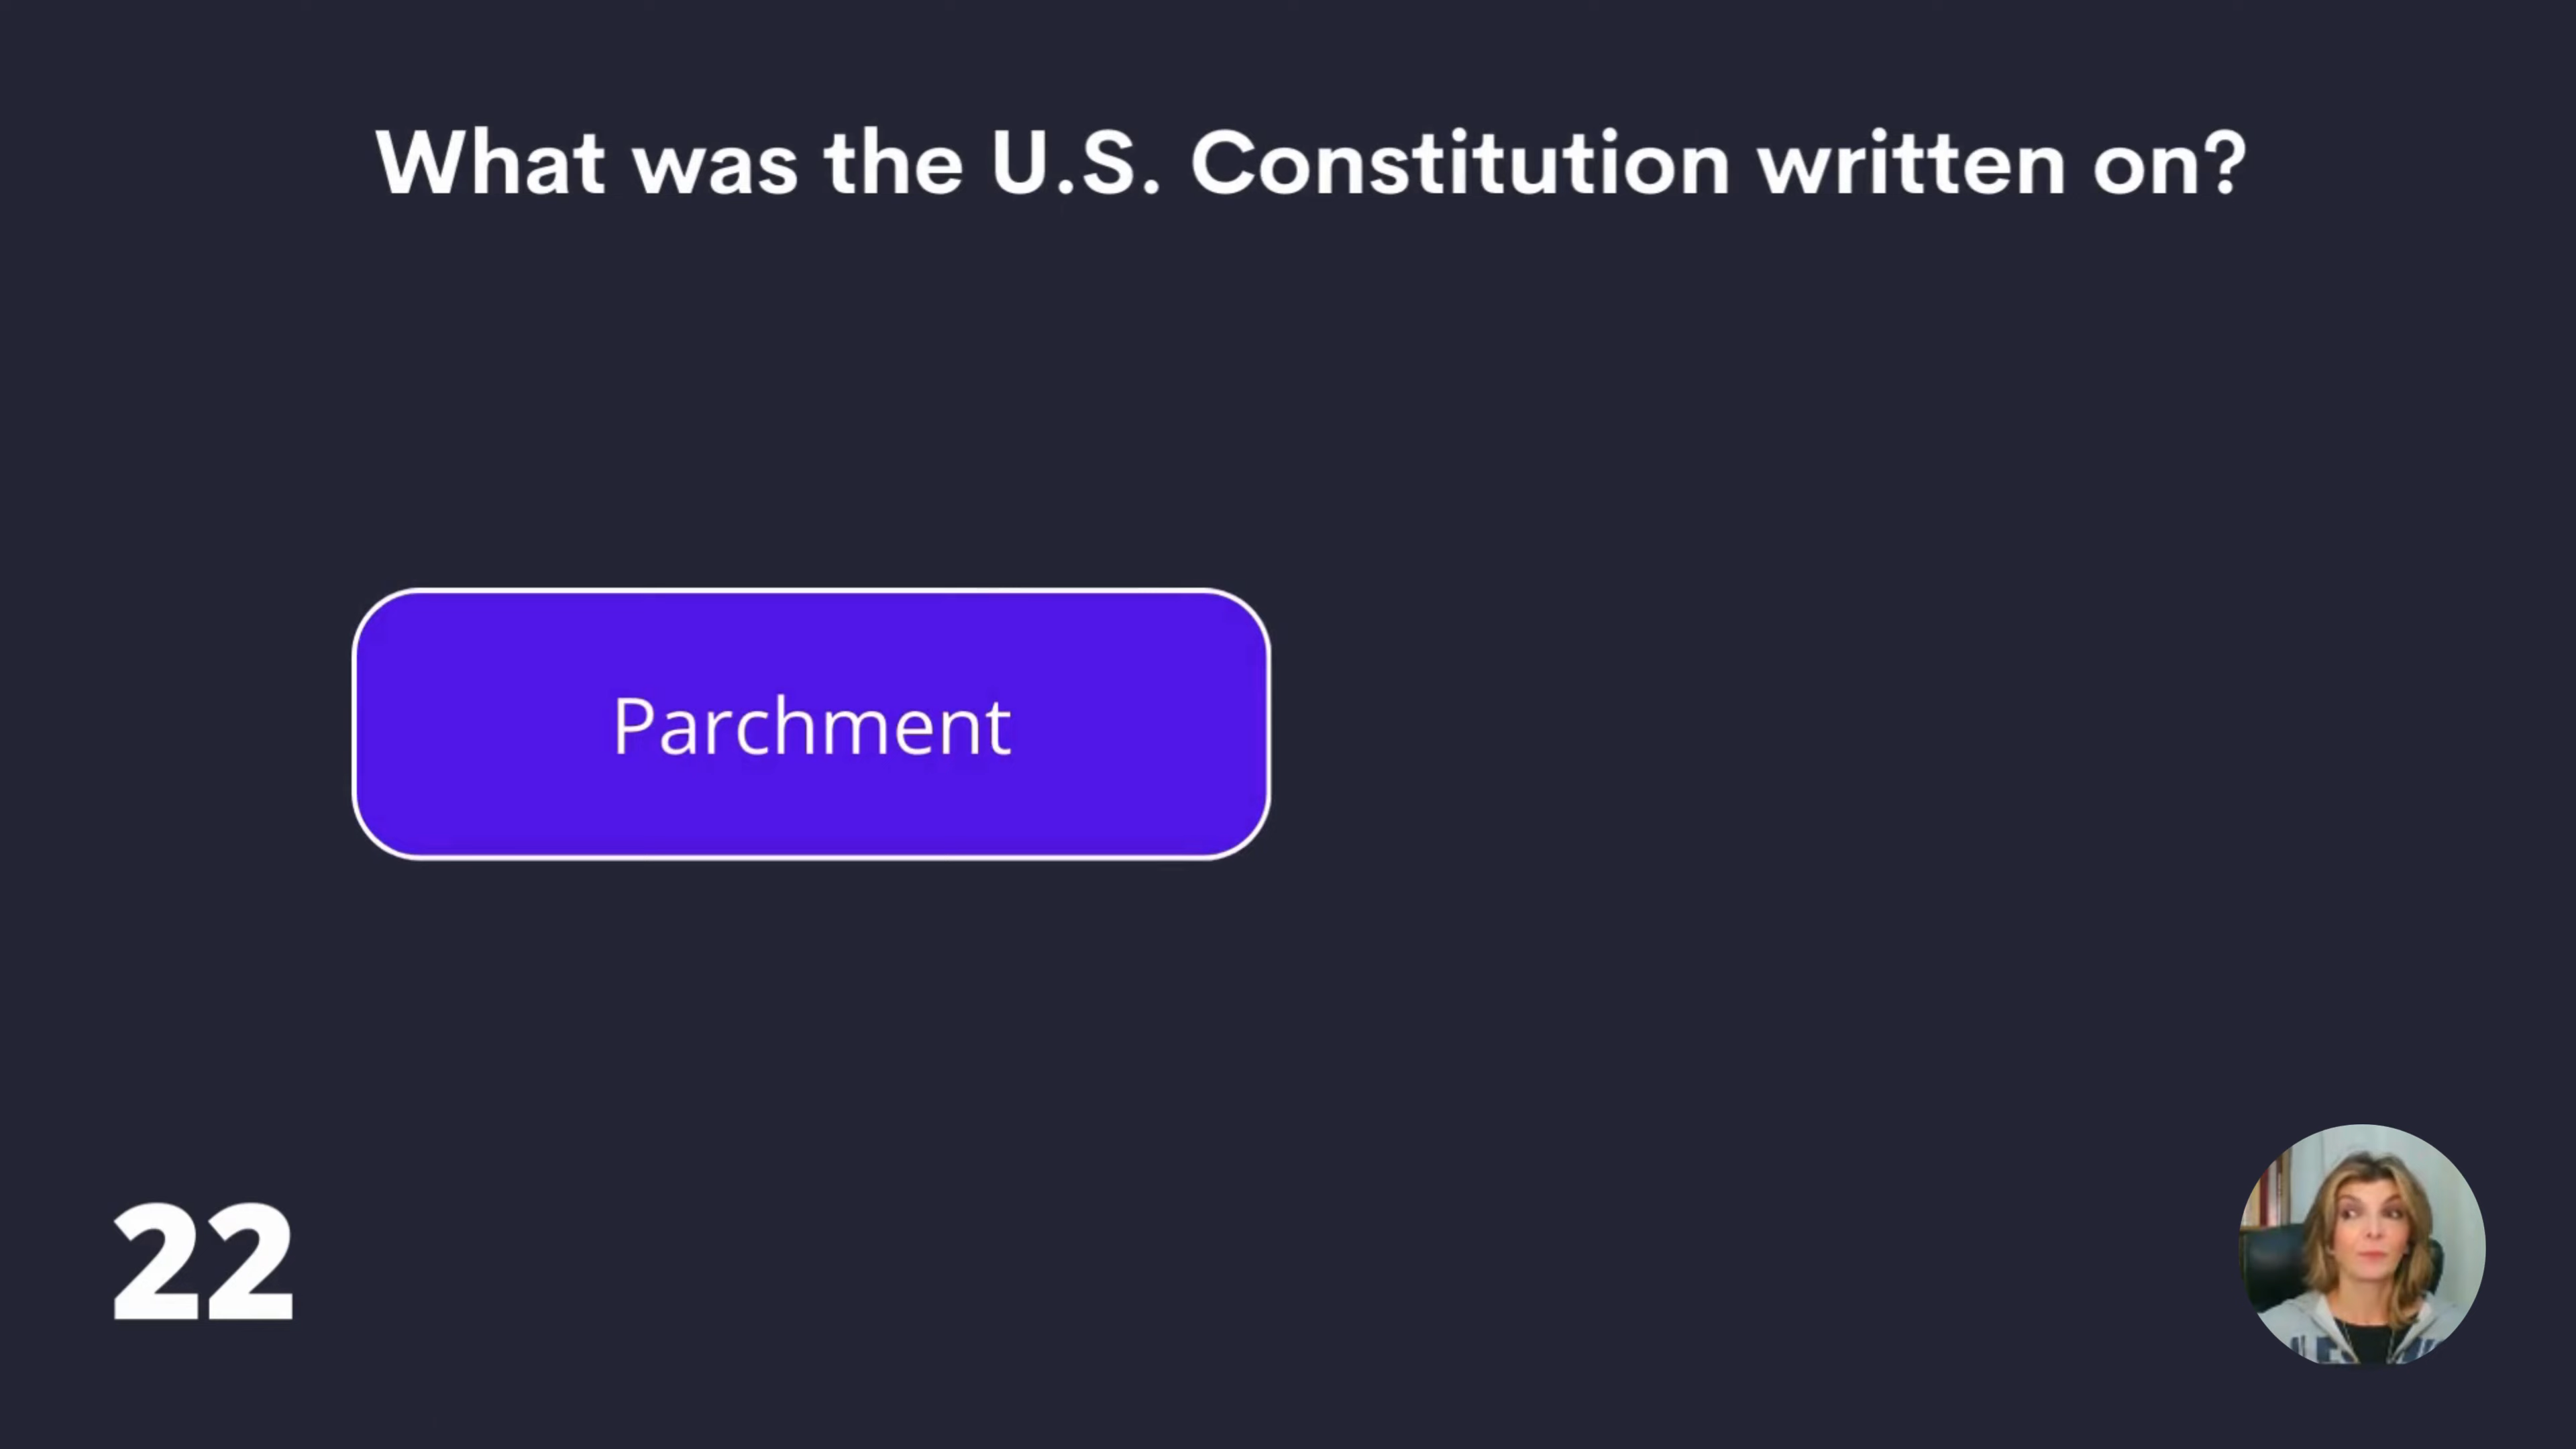 What was the U.S. Constitution written on?
Parchment
22